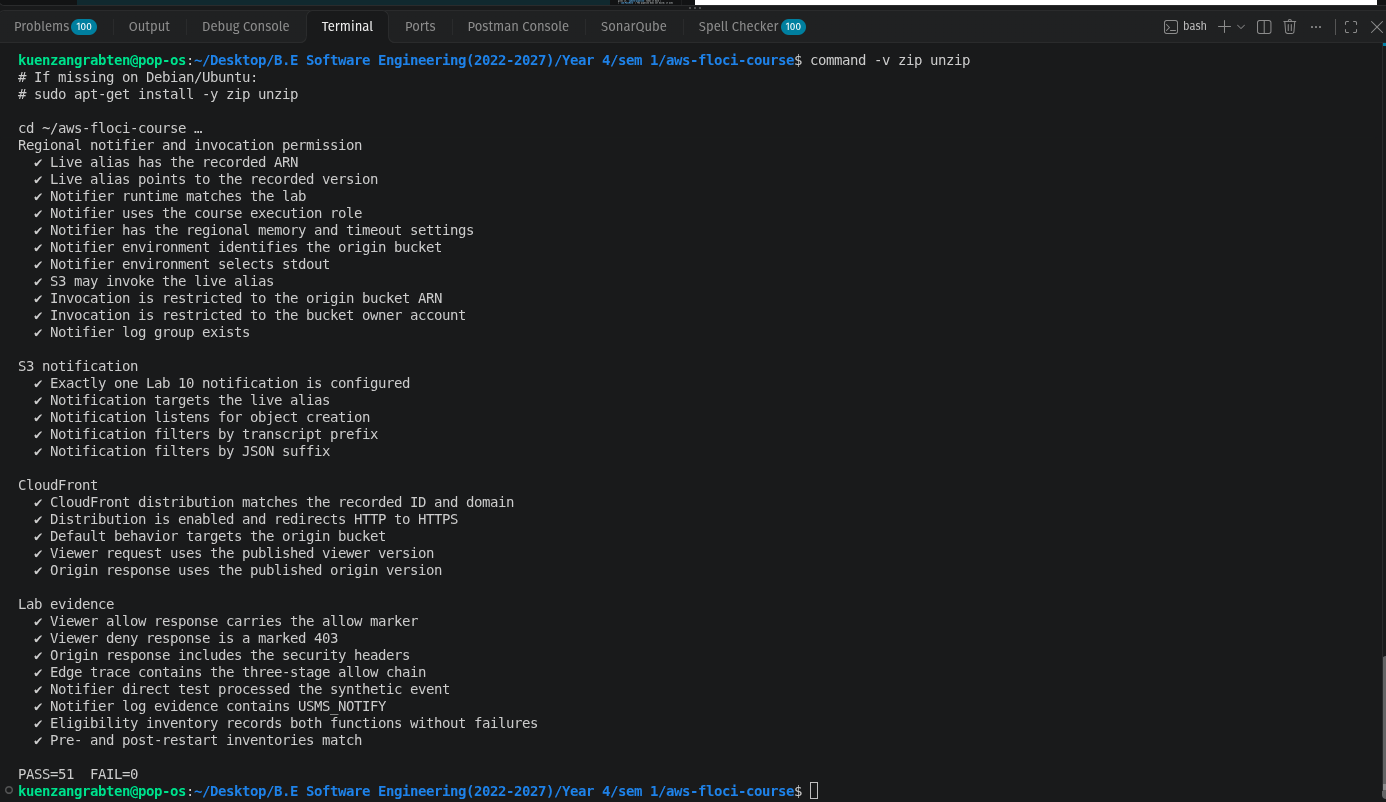 Problems 100 Output Debug Console Terminal Ports Postman Console SonarQube Spell Checker 100 bash
kuenzangrabten@pop-os:~/Desktop/B.E Software Engineering(2022-2027)/Year 4/sem 1/aws-floci-course$ command -v zip unzip
# If missing on Debian/Ubuntu:
# sudo apt-get install -y zip unzip
cd ~/aws-floci-course …
Regional notifier and invocation permission
✔ Live alias has the recorded ARN
✔ Live alias points to the recorded version
✔ Notifier runtime matches the lab
✔ Notifier uses the course execution role
✔ Notifier has the regional memory and timeout settings
✔ Notifier environment identifies the origin bucket
✔ Notifier environment selects stdout
✔ S3 may invoke the live alias
✔ Invocation is restricted to the origin bucket ARN
✔ Invocation is restricted to the bucket owner account
✔ Notifier log group exists
S3 notification
✔ Exactly one Lab 10 notification is configured
✔ Notification targets the live alias
✔ Notification listens for object creation
✔ Notification filters by transcript prefix
✔ Notification filters by JSON suffix
CloudFront
✔ CloudFront distribution matches the recorded ID and domain
✔ Distribution is enabled and redirects HTTP to HTTPS
✔ Default behavior targets the origin bucket
✔ Viewer request uses the published viewer version
✔ Origin response uses the published origin version
Lab evidence
✔ Viewer allow response carries the allow marker
✔ Viewer deny response is a marked 403
✔ Origin response includes the security headers
✔ Edge trace contains the three-stage allow chain
✔ Notifier direct test processed the synthetic event
✔ Notifier log evidence contains USMS_NOTIFY
✔ Eligibility inventory records both functions without failures
✔ Pre- and post-restart inventories match
PASS=51  FAIL=0
kuenzangrabten@pop-os:~/Desktop/B.E Software Engineering(2022-2027)/Year 4/sem 1/aws-floci-course$